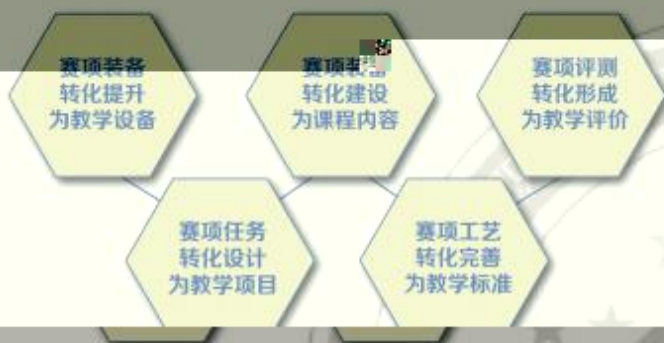 赛项装备
转化提升
为教学设备
赛项装备
转化建设
为课程内容
赛项评测
转化形成
为教学评价
赛项任务
转化设计
为教学项目
赛项工艺
转化完善
为教学标准